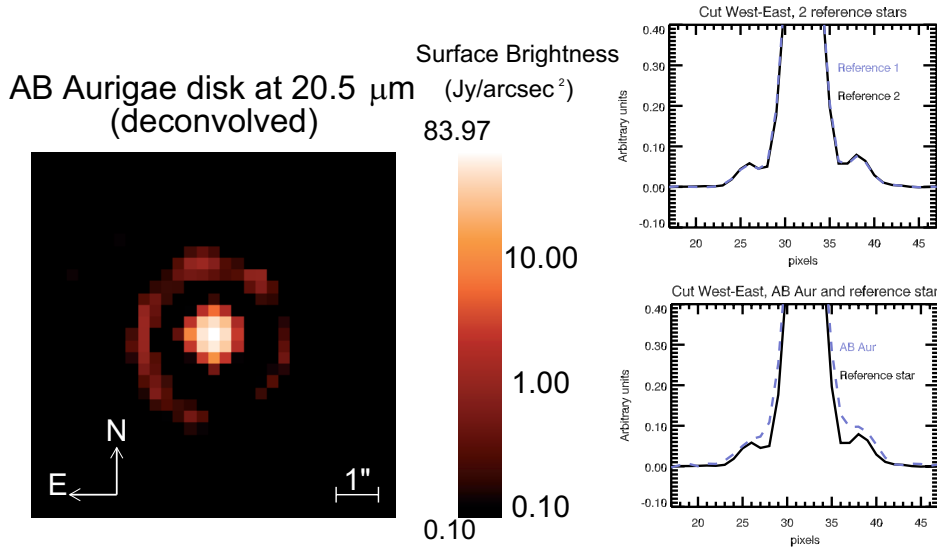 AB Aurigae disk at 20.5 μm
(deconvolved)
N
E
1"
Surface Brightness
(Jy/arcsec²)
83.97
10.00
1.00
0.10
0.10
Cut West-East, 2 reference stars
Reference 1
Reference 2
Arbitrary units
0.40
0.30
0.20
0.10
0.00
-0.10
20 25 30 35 40 45
pixels
Cut West-East, AB Aur and reference star
AB Aur
Reference star
Arbitrary units
0.40
0.30
0.20
0.10
0.00
-0.10
20 25 30 35 40 45
pixels